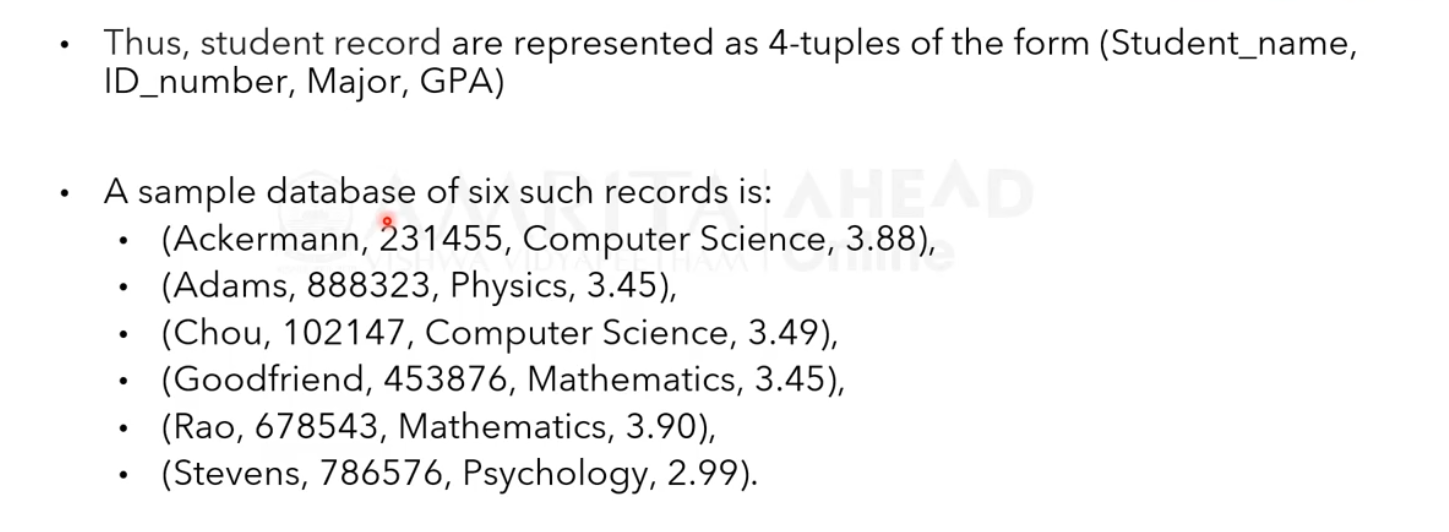 • Thus, student record are represented as 4-tuples of the form (Student_name,
ID_number, Major, GPA)
• A sample database of six such records is:
• (Ackermann, 231455, Computer Science, 3.88),
• (Adams, 888323, Physics, 3.45),
• (Chou, 102147, Computer Science, 3.49),
• (Goodfriend, 453876, Mathematics, 3.45),
• (Rao, 678543, Mathematics, 3.90),
• (Stevens, 786576, Psychology, 2.99).
AMRITA AHEAD
VISHWA VIDYAPEETHAM Online